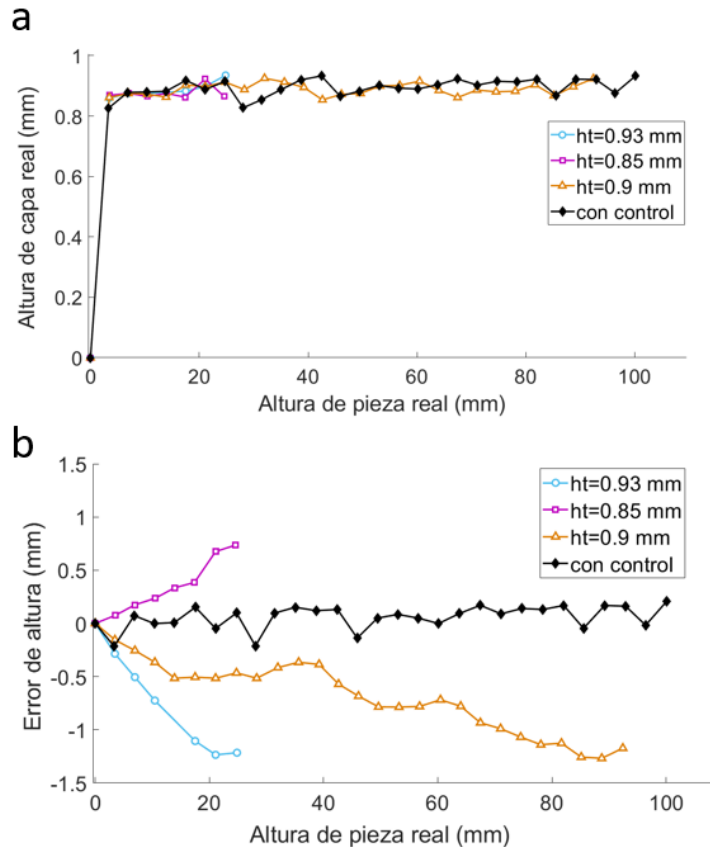 a
1
0.8
0.6
0.4
0.2
0
Altura de capa real (mm)
ht=0.93 mm
ht=0.85 mm
ht=0.9 mm
con control
0 20 40 60 80 100
Altura de pieza real (mm)
b
1.5
1
0.5
0
-0.5
-1
-1.5
Error de altura (mm)
ht=0.93 mm
ht=0.85 mm
ht=0.9 mm
con control
0 20 40 60 80 100
Altura de pieza real (mm)